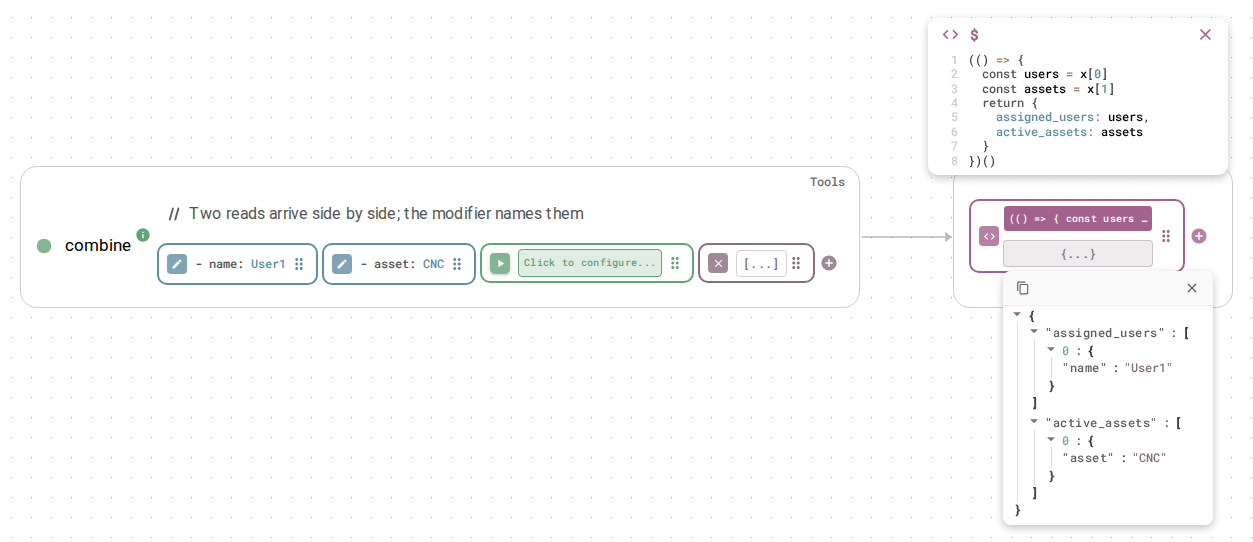 <> $
1 (() => {
2 const users = x[0]
3 const assets = x[1]
4 return {
5 assigned_users: users,
6 active_assets: assets
7 }
8 })()
Tools
// Two reads arrive side by side; the modifier names them
combine
- name: User1
- asset: CNC
Click to configure...
[...]
(() => { const users …
{...}
{
"assigned_users" : [
0 : {
"name" : "User1"
}
]
"active_assets" : [
0 : {
"asset" : "CNC"
}
]
}